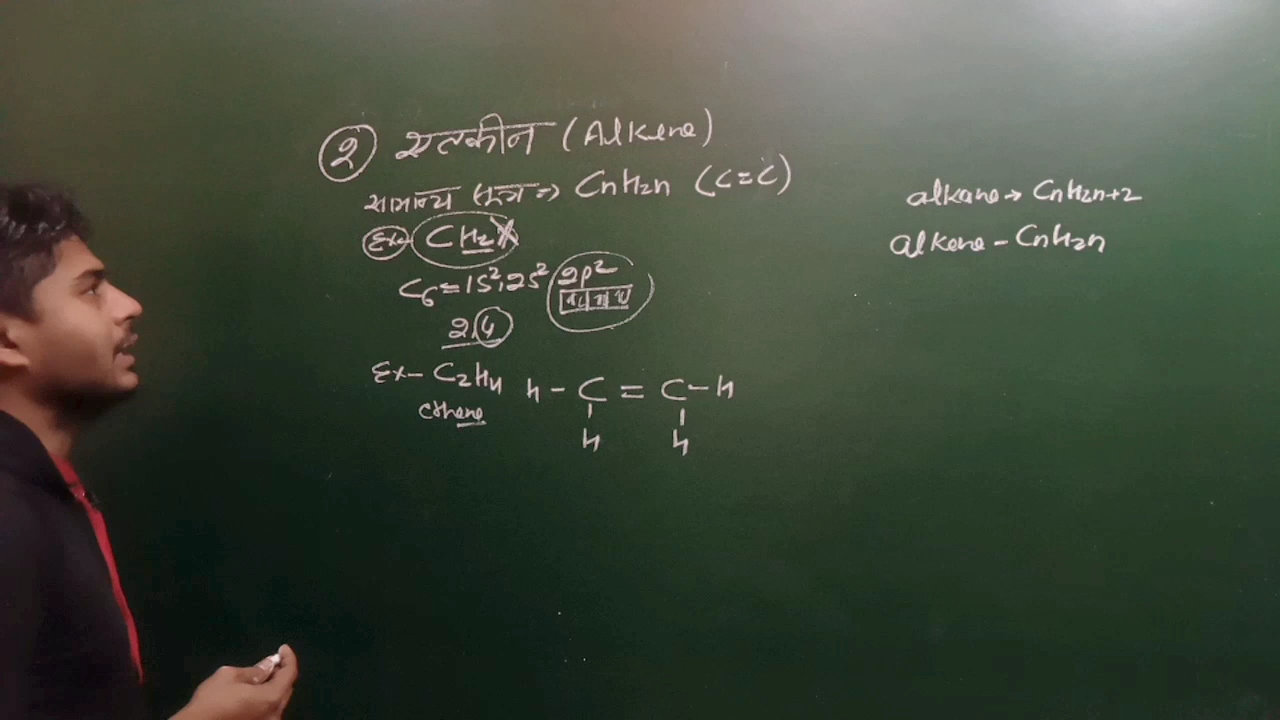 २ एल्कीन (Alkene)
सामान्य सूत्र ⇒ CnH2n (C=C)
Ex- CH2 X
C6 = 1S², 2S² 2p²
2,4
Ex- C2H4 H - C = C - H
ethene H H
alkane → CnH2n+2
alkene - CnH2n